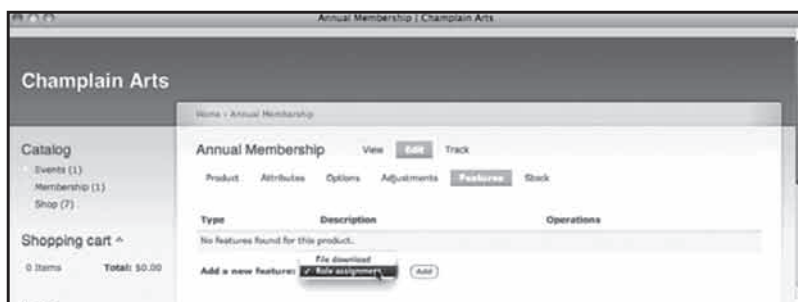 Annual Membership | Champlain Arts
Champlain Arts
Home › Annual Membership
Catalog
Events (1)
Membership (1)
Shop (7)
Shopping cart ^
0 Items Total: $0.00
Annual Membership View Edit Track
Product Attributes Options Adjustments Features Stock
Type Description Operations
No features found for this product.
File download
Add a new feature: ✓ Role assignment Add